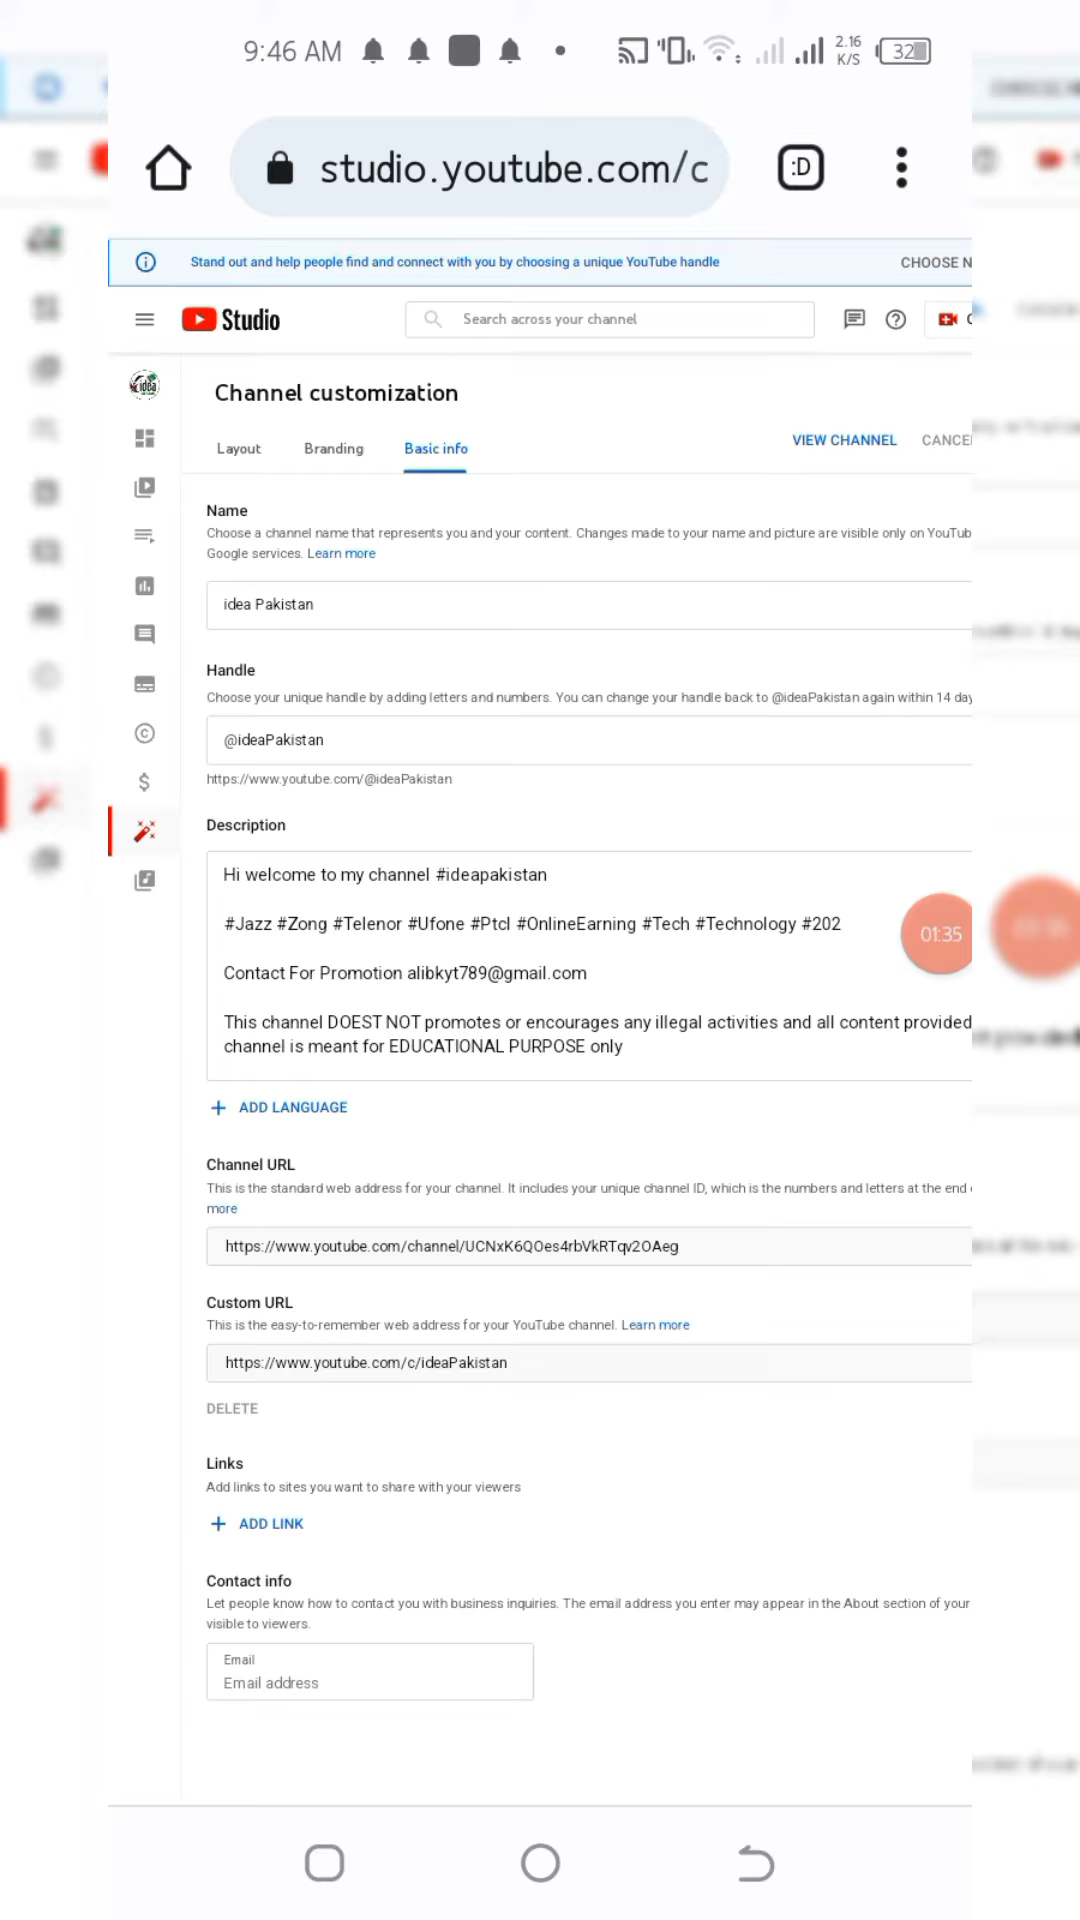 9:46 AM
2.16
K/S
32
studio.youtube.com/c
:D
Stand out and help people find and connect with you by choosing a unique YouTube handle
CHOOSE N
Studio
Search across your channel
C
idea
Channel customization
Layout
Branding
Basic info
VIEW CHANNEL
CANCEL
Name
Choose a channel name that represents you and your content. Changes made to your name and picture are visible only on YouTub
Google services. Learn more
idea Pakistan
Handle
Choose your unique handle by adding letters and numbers. You can change your handle back to @ideaPakistan again within 14 day
@ideaPakistan
https://www.youtube.com/@ideaPakistan
Description
Hi welcome to my channel #ideapakistan
#Jazz #Zong #Telenor #Ufone #Ptcl #OnlineEarning #Tech #Technology #202
01:35
Contact For Promotion alibkyt789@gmail.com
This channel DOEST NOT promotes or encourages any illegal activities and all content provided
channel is meant for EDUCATIONAL PURPOSE only
+ ADD LANGUAGE
Channel URL
This is the standard web address for your channel. It includes your unique channel ID, which is the numbers and letters at the end
more
https://www.youtube.com/channel/UCNxK6QOes4rbVkRTqv2OAeg
Custom URL
This is the easy-to-remember web address for your YouTube channel. Learn more
https://www.youtube.com/c/ideaPakistan
DELETE
Links
Add links to sites you want to share with your viewers
+ ADD LINK
Contact info
Let people know how to contact you with business inquiries. The email address you enter may appear in the About section of your
visible to viewers.
Email
Email address